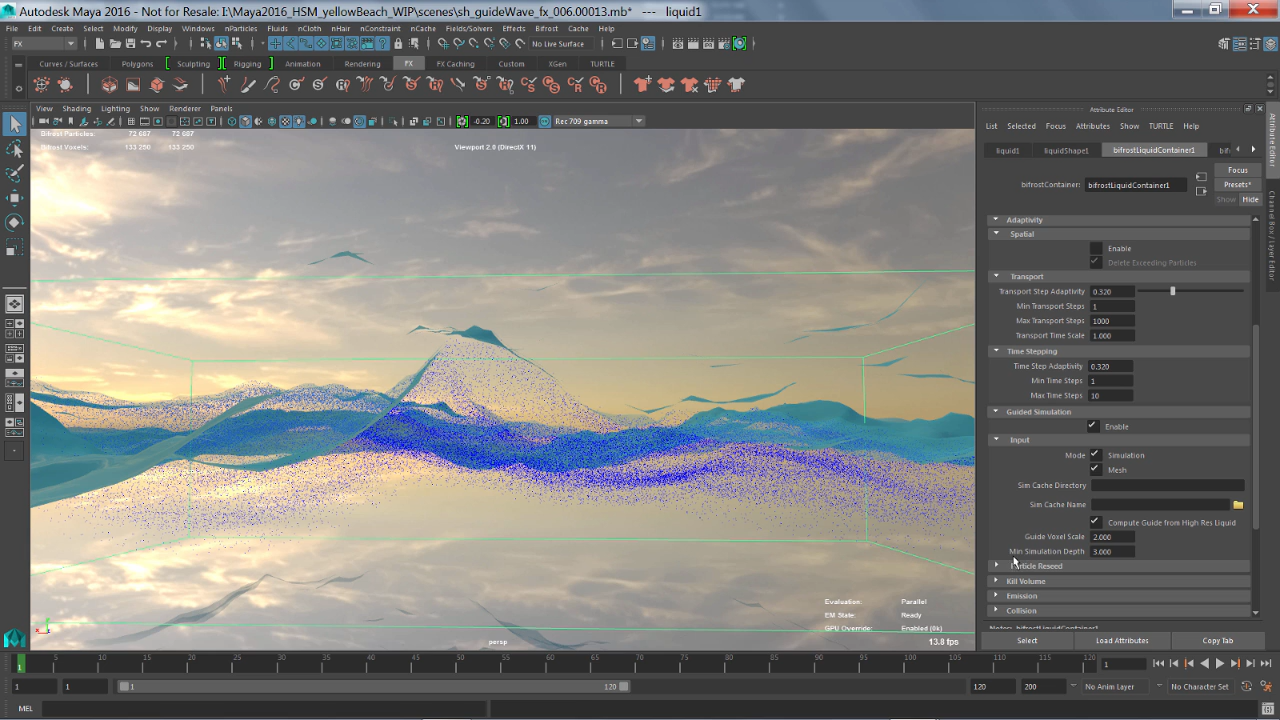 Autodesk Maya 2016 - Not for Resale: I:\Maya2016_HSM_yellowBeach_WIP\scenes\sh_guideWave_fx_006.00013.mb* --- liquid1
File Edit Create Select Modify Display Windows nParticles Fluids nCloth nHair nConstraint nCache Fields/Solvers Effects Bifrost Cache Help
FX No Live Surface
Curves / Surfaces Polygons Sculpting Rigging Animation Rendering FX FX Caching Custom XGen TURTLE
View Shading Lighting Show Renderer Panels
-0.20 1.00 Rec 709 gamma
Bifrost Particles: 72 687 72 687
Bifrost Voxels: 133 250 133 250
Viewport 2.0 (DirectX 11)
Evaluation: Parallel
EM State: Ready
GPU Override: Enabled (0k)
13.8 fps
persp
Attribute Editor
List Selected Focus Attributes Show TURTLE Help
liquid1 liquidShape1 bifrostLiquidContainer1 bif
Focus
bifrostContainer: bifrostLiquidContainer1 Presets*
Show Hide
Adaptivity
Spatial
Enable
Delete Exceeding Particles
Transport
Transport Step Adaptivity 0.320
Min Transport Steps 1
Max Transport Steps 1000
Transport Time Scale 1.000
Time Stepping
Time Step Adaptivity 0.320
Min Time Steps 1
Max Time Steps 10
Guided Simulation
Enable
Input
Mode Simulation
Mesh
Sim Cache Directory
Sim Cache Name
Compute Guide from High Res Liquid
Guide Voxel Scale 2.000
Min Simulation Depth 3.000
Particle Reseed
Kill Volume
Emission
Collision
Notes: bifrostLiquidContainer1
Select Load Attributes Copy Tab
Attribute Editor
Channel Box / Layer Editor
1 5 10 15 20 25 30 35 40 45 50 55 60 65 70 75 80 85 90 95 100 105 110 115 120 1
1 1 1 120 120 200 No Anim Layer No Character Set
MEL